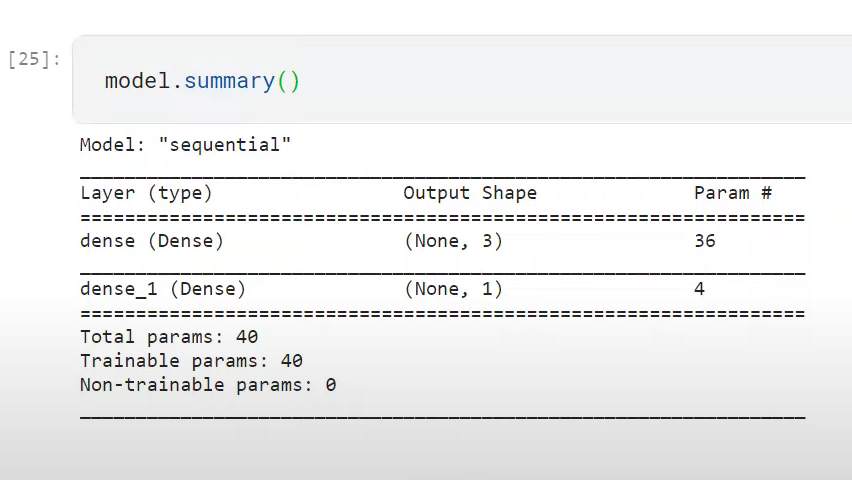 [25]:
model.summary()
Model: "sequential"
_________________________________________________________________
Layer (type)                 Output Shape              Param #
=================================================================
dense (Dense)                (None, 3)                 36
_________________________________________________________________
dense_1 (Dense)              (None, 1)                 4
=================================================================
Total params: 40
Trainable params: 40
Non-trainable params: 0
_________________________________________________________________